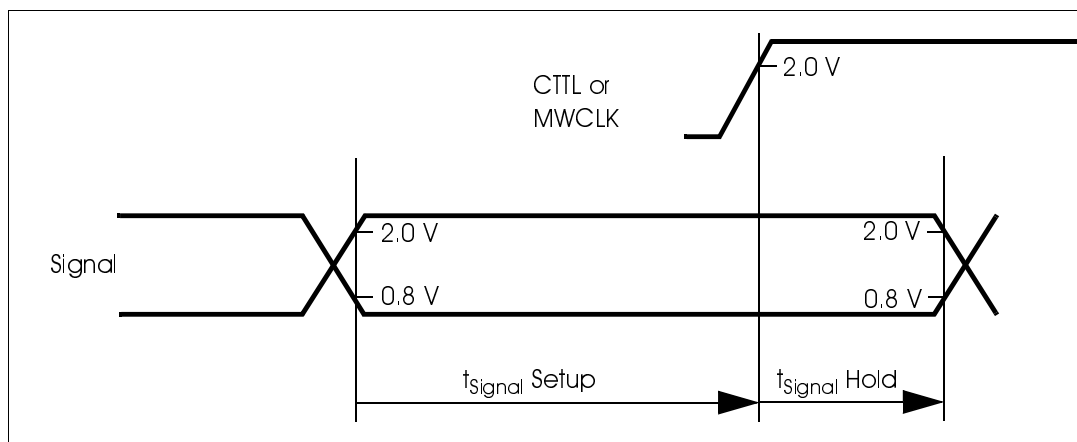 CTTL or
MWCLK
2.0 V
Signal
2.0 V
0.8 V
2.0 V
0.8 V
tSignal Setup
tSignal Hold